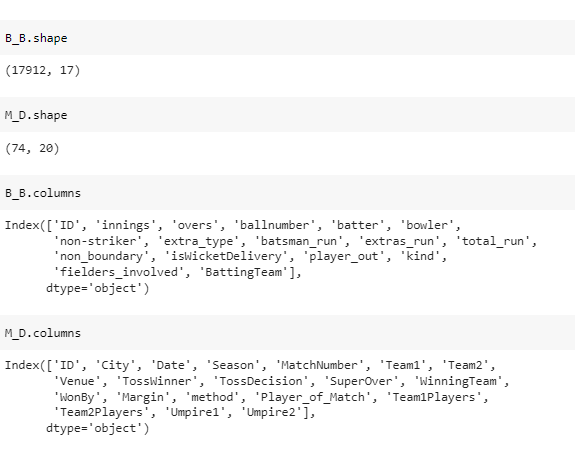 B_B.shape
(17912, 17)
M_D.shape
(74, 20)
B_B.columns
Index(['ID', 'innings', 'overs', 'ballnumber', 'batter', 'bowler',
'non-striker', 'extra_type', 'batsman_run', 'extras_run', 'total_run',
'non_boundary', 'isWicketDelivery', 'player_out', 'kind',
'fielders_involved', 'BattingTeam'],
dtype='object')
M_D.columns
Index(['ID', 'City', 'Date', 'Season', 'MatchNumber', 'Team1', 'Team2',
'Venue', 'TossWinner', 'TossDecision', 'SuperOver', 'WinningTeam',
'WonBy', 'Margin', 'method', 'Player_of_Match', 'Team1Players',
'Team2Players', 'Umpire1', 'Umpire2'],
dtype='object')